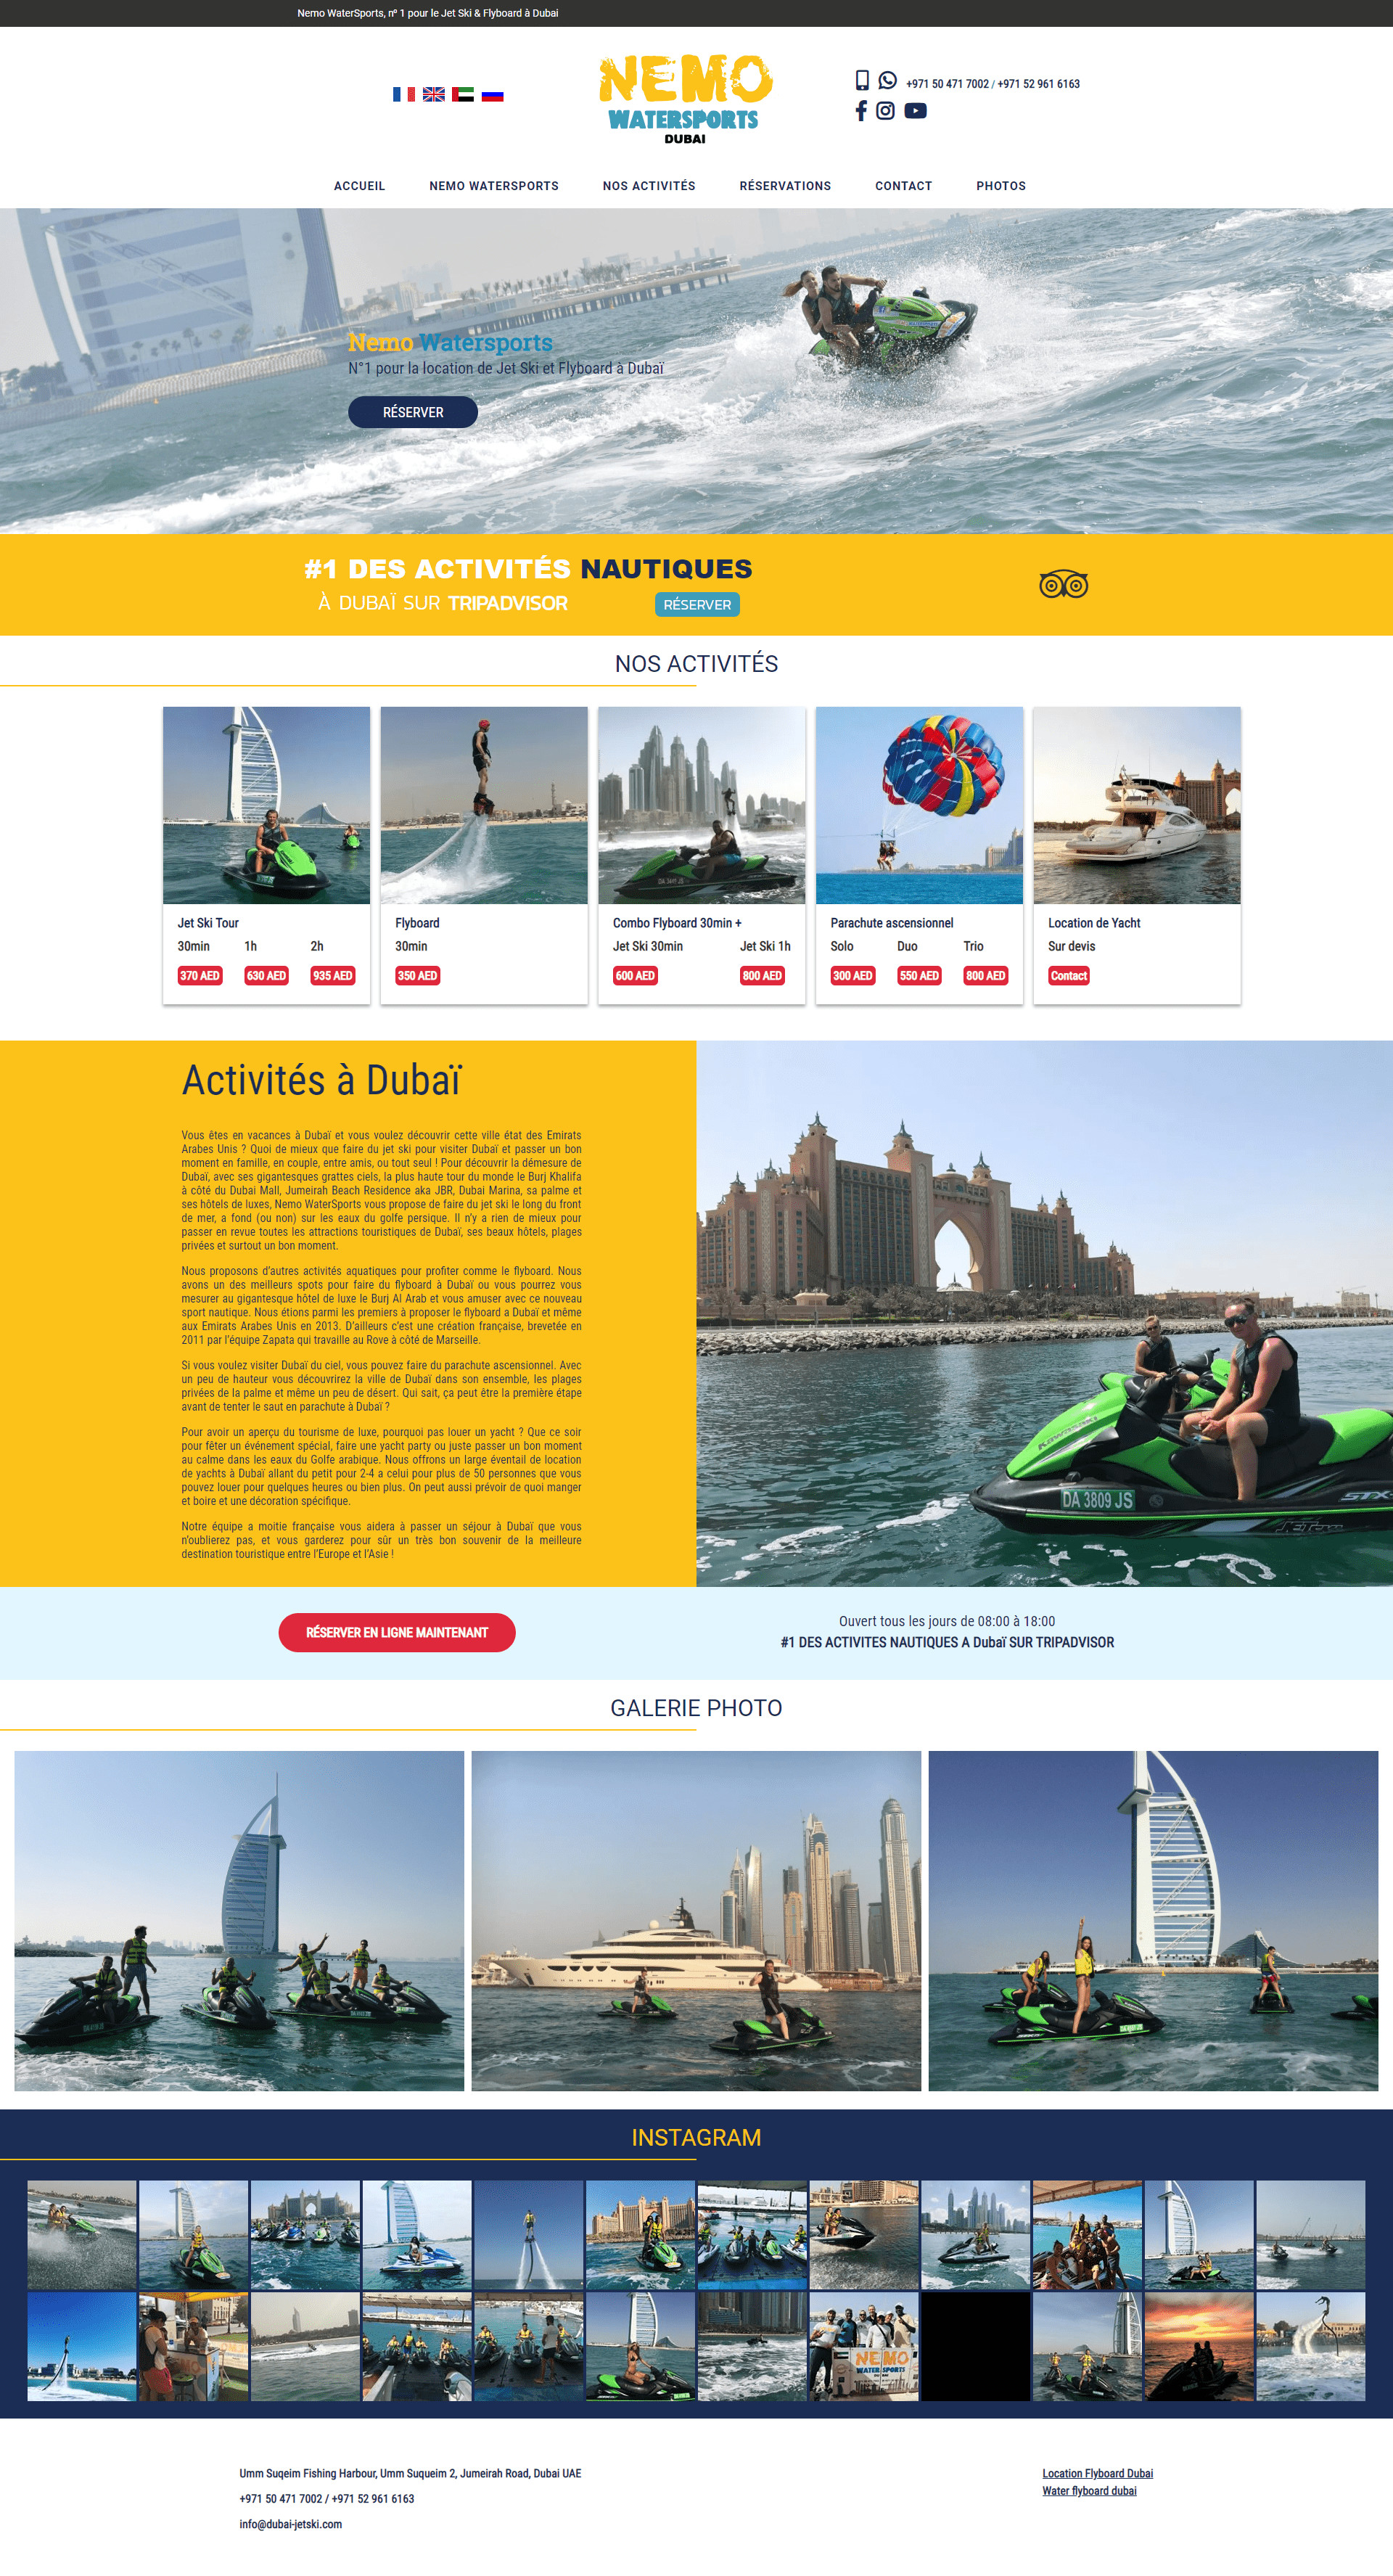 Nemo WaterSports, nº 1 pour le Jet Ski & Flyboard à Dubai
NEMO
WATERSPORTS
DUBAI
+971 50 471 7002 / +971 52 961 6163
ACCUEIL
NEMO WATERSPORTS
NOS ACTIVITÉS
RÉSERVATIONS
CONTACT
PHOTOS
Nemo Watersports
N°1 pour la location de Jet Ski et Flyboard à Dubaï
RÉSERVER
#1 DES ACTIVITÉS NAUTIQUES
À DUBAÏ SUR TRIPADVISOR
RÉSERVER
NOS ACTIVITÉS
Jet Ski Tour
30min 1h 2h
370 AED 630 AED 935 AED
Flyboard
30min
350 AED
Combo Flyboard 30min +
Jet Ski 30min Jet Ski 1h
600 AED 800 AED
Parachute ascensionnel
Solo Duo Trio
300 AED 550 AED 800 AED
Location de Yacht
Sur devis
Contact
Activités à Dubaï
Vous êtes en vacances à Dubaï et vous voulez découvrir cette ville état des Emirats
Arabes Unis ? Quoi de mieux que faire du jet ski pour visiter Dubaï et passer un bon
moment en famille, en couple, entre amis, ou tout seul ! Pour découvrir la démesure de
Dubaï, avec ses gigantesques grattes ciels, la plus haute tour du monde le Burj Khalifa
à côté du Dubai Mall, Jumeirah Beach Residence aka JBR, Dubai Marina, sa palme et
ses hôtels de luxes, Nemo WaterSports vous propose de faire du jet ski le long du front
de mer, a fond (ou non) sur les eaux du golfe persique. Il n'y a rien de mieux pour
passer en revue toutes les attractions touristiques de Dubaï, ses beaux hôtels, plages
privées et surtout un bon moment.
Nous proposons d'autres activités aquatiques pour profiter comme le flyboard. Nous
avons un des meilleurs spots pour faire du flyboard à Dubaï ou vous pourrez vous
mesurer au gigantesque hôtel de luxe le Burj Al Arab et vous amuser avec ce nouveau
sport nautique. Nous étions parmi les premiers à proposer le flyboard a Dubaï et même
aux Emirats Arabes Unis en 2013. D'ailleurs c'est une création française, brevetée en
2011 par l'équipe Zapata qui travaille au Rove à côté de Marseille.
Si vous voulez visiter Dubaï du ciel, vous pouvez faire du parachute ascensionnel. Avec
un peu de hauteur vous découvrirez la ville de Dubaï dans son ensemble, les plages
privées de la palme et même un peu de désert. Qui sait, ça peut être la première étape
avant de tenter le saut en parachute à Dubaï ?
Pour avoir un aperçu du tourisme de luxe, pourquoi pas louer un yacht ? Que ce soir
pour fêter un événement spécial, faire une yacht party ou juste passer un bon moment
au calme dans les eaux du Golfe arabique. Nous offrons un large éventail de location
de yachts à Dubaï allant du petit pour 2-4 a celui pour plus de 50 personnes que vous
pouvez louer pour quelques heures ou bien plus. On peut aussi prévoir de quoi manger
et boire et une décoration spécifique.
Notre équipe a moitie française vous aidera à passer un séjour à Dubaï que vous
n'oublierez pas, et vous garderez pour sûr un très bon souvenir de la meilleure
destination touristique entre l'Europe et l'Asie !
KAWASAKI
DA 3809 JS
STX
JET
RÉSERVER EN LIGNE MAINTENANT
Ouvert tous les jours de 08:00 à 18:00
#1 DES ACTIVITES NAUTIQUES A Dubaï SUR TRIPADVISOR
GALERIE PHOTO
INSTAGRAM
NEMO
WATER SPORTS
Umm Suqeim Fishing Harbour, Umm Suqueim 2, Jumeirah Road, Dubai UAE
+971 50 471 7002 / +971 52 961 6163
info@dubai-jetski.com
Location Flyboard Dubai
Water flyboard dubai